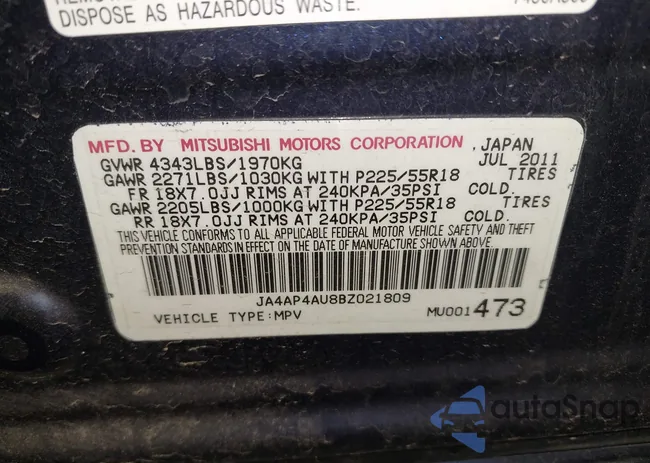 DISPOSE AS HAZARDOUS WASTE.
MFD. BY MITSUBISHI MOTORS CORPORATION , JAPAN
GVWR 4343LBS/1970KG JUL 2011
GAWR 2271LBS/1030KG WITH P225/55R18 TIRES
FR 18X7.0JJ RIMS AT 240KPA/35PSI COLD.
GAWR 2205LBS/1000KG WITH P225/55R18 TIRES
RR 18X7.0JJ RIMS AT 240KPA/35PSI COLD.
THIS VEHICLE CONFORMS TO ALL APPLICABLE FEDERAL MOTOR VEHICLE SAFETY AND THEFT
PREVENTION STANDARDS IN EFFECT ON THE DATE OF MANUFACTURE SHOWN ABOVE.
JA4AP4AU8BZ021809
VEHICLE TYPE:MPV MU001473
autoSnap